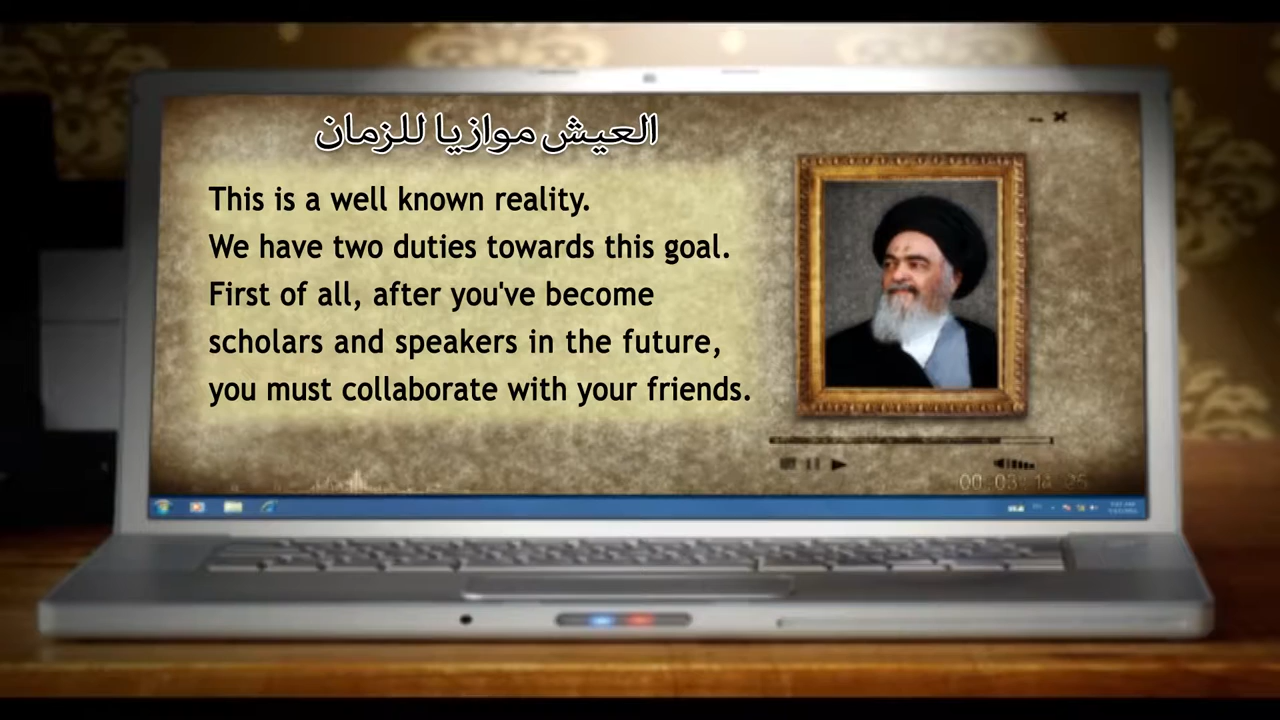 العيش موازيا للزمان
This is a well known reality.
We have two duties towards this goal.
First of all, after you've become
scholars and speakers in the future,
you must collaborate with your friends.